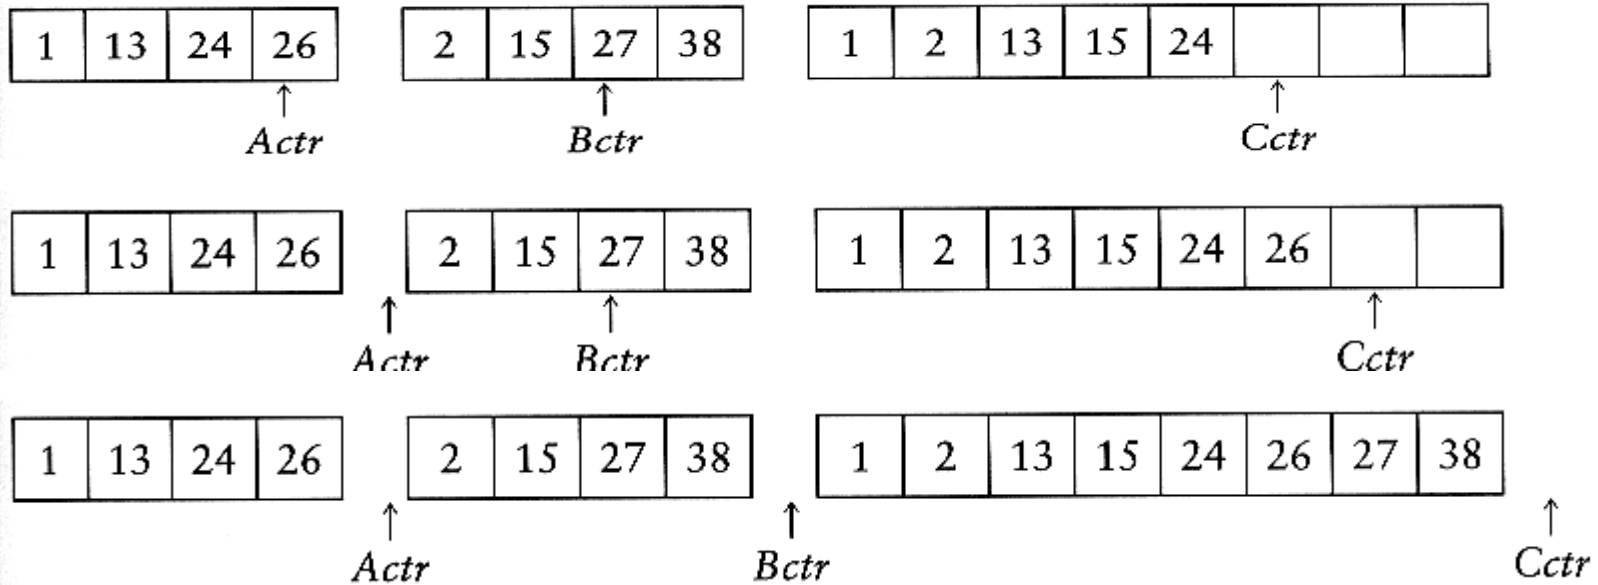 1 13 24 26 2 15 27 38 1 2 13 15 24
Actr Bctr Cctr
1 13 24 26 2 15 27 38 1 2 13 15 24 26
Actr Bctr Cctr
1 13 24 26 2 15 27 38 1 2 13 15 24 26 27 38
Actr Bctr Cctr